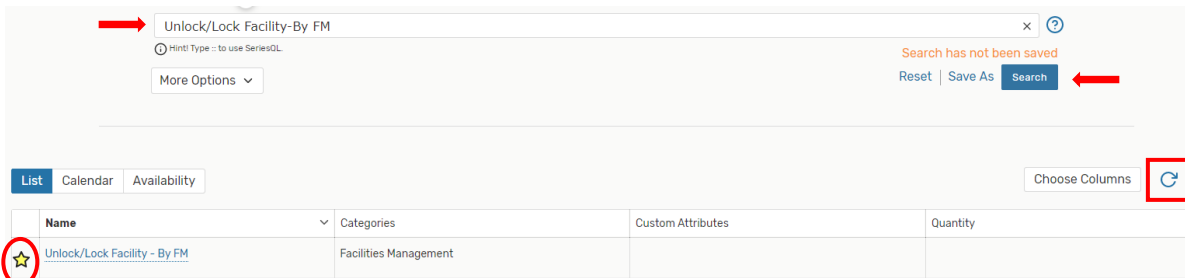 Unlock/Lock Facility-By FM ×
Hint! Type :: to use SeriesQL.
Search has not been saved
More Options
Reset | Save As Search
List Calendar Availability Choose Columns
Name Categories Custom Attributes Quantity
Unlock/Lock Facility - By FM Facilities Management